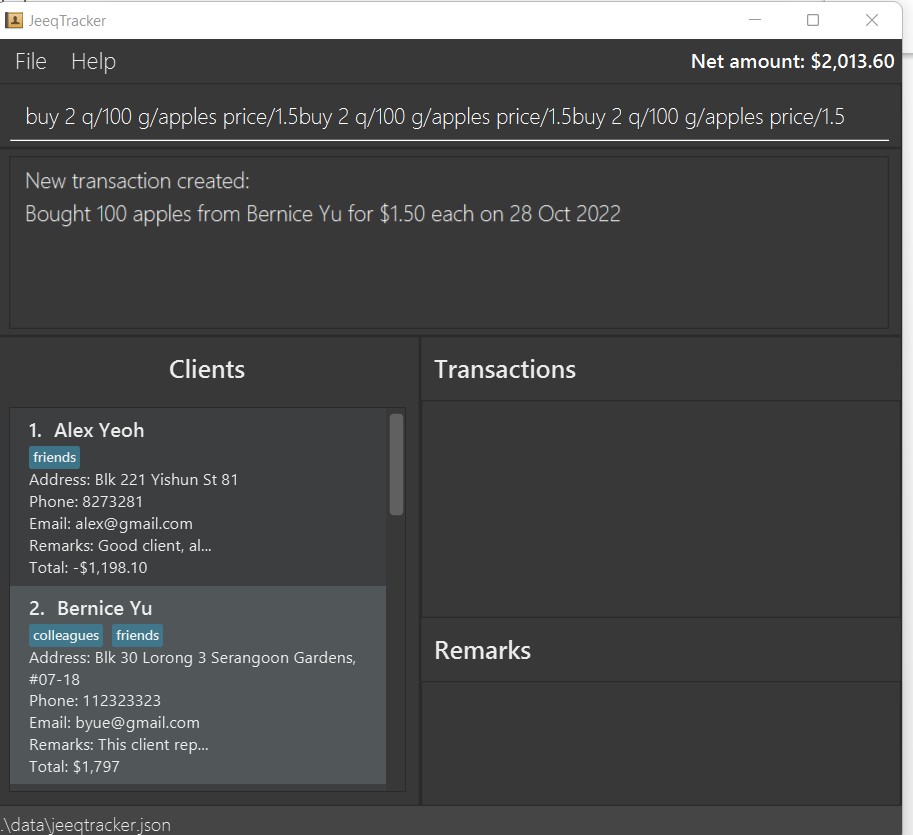 JeeqTracker
File Help Net amount: $2,013.60
buy 2 q/100 g/apples price/1.5buy 2 q/100 g/apples price/1.5buy 2 q/100 g/apples price/1.5
New transaction created:
Bought 100 apples from Bernice Yu for $1.50 each on 28 Oct 2022
Clients
1. Alex Yeoh
friends
Address: Blk 221 Yishun St 81
Phone: 8273281
Email: alex@gmail.com
Remarks: Good client, al...
Total: -$1,198.10
2. Bernice Yu
colleagues friends
Address: Blk 30 Lorong 3 Serangoon Gardens,
#07-18
Phone: 112323323
Email: byue@gmail.com
Remarks: This client rep...
Total: $1,797
Transactions
Remarks
.\data\jeeqtracker.json